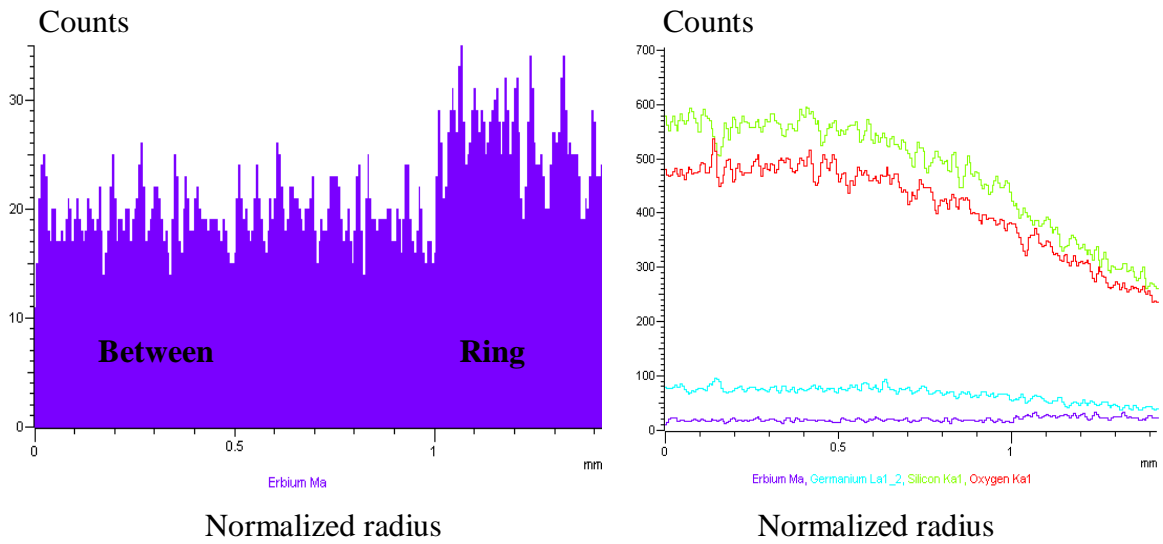 Counts
30
20
10
0
Between
Ring
0
0.5
1
mm
Erbium Ma
Normalized radius
Counts
700
600
500
400
300
200
100
0
0
0.5
1
mm
Erbium Ma, Germanium La1_2, Silicon Ka1, Oxygen Ka1
Normalized radius